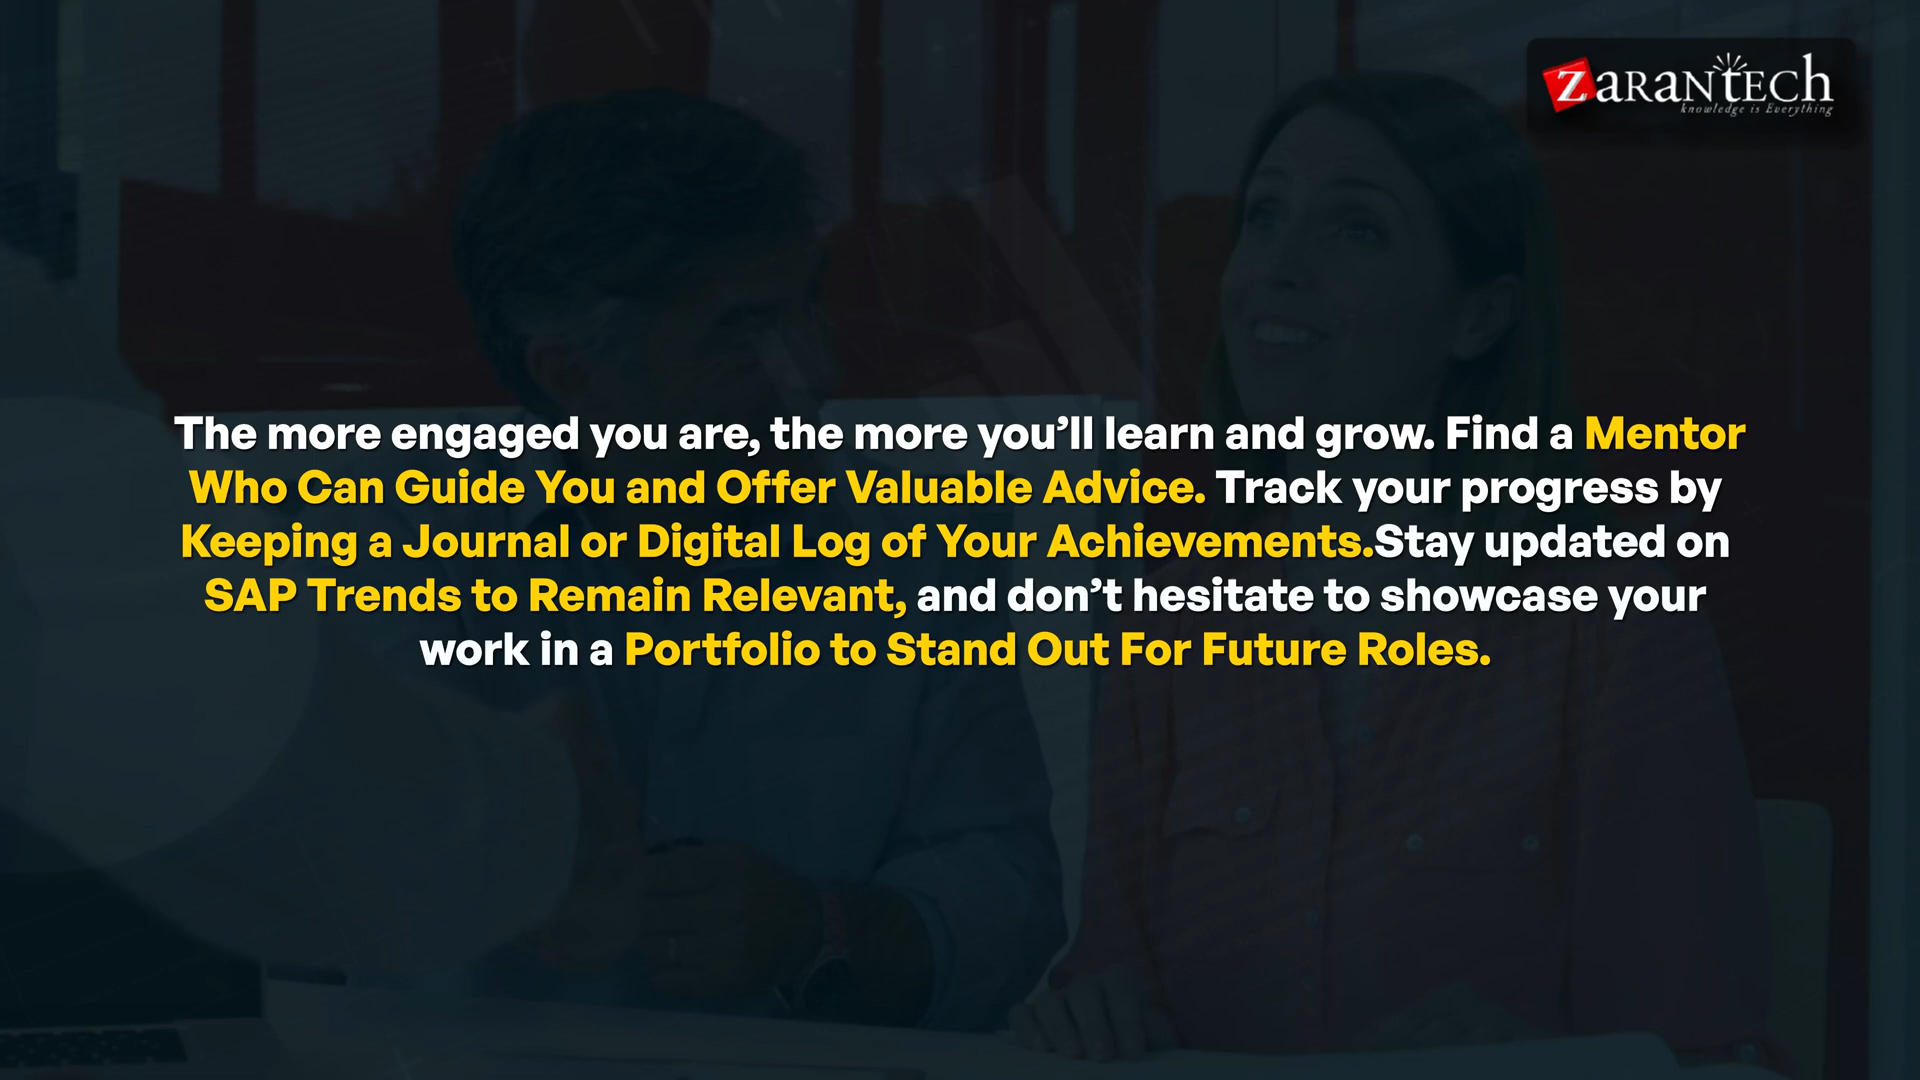 ZARANTECH
knowledge is Everything
The more engaged you are, the more you’ll learn and grow. Find a Mentor
Who Can Guide You and Offer Valuable Advice. Track your progress by
Keeping a Journal or Digital Log of Your Achievements.Stay updated on
SAP Trends to Remain Relevant, and don’t hesitate to showcase your
work in a Portfolio to Stand Out For Future Roles.